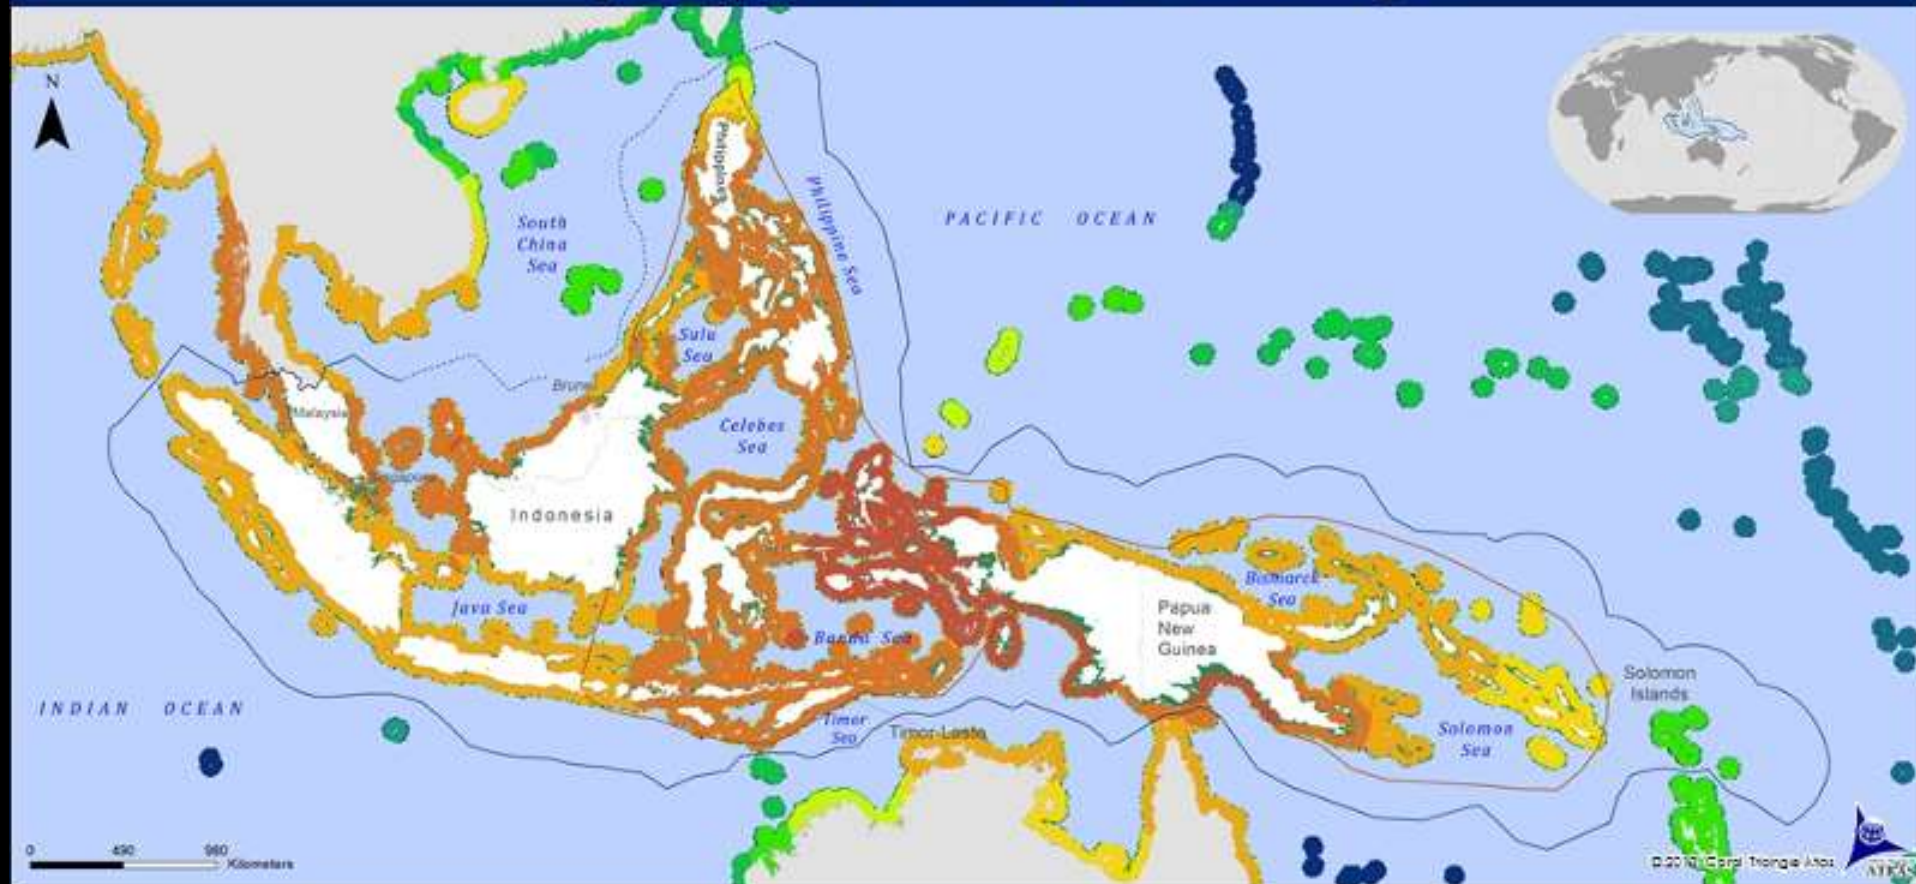 N
Philippines
South
China
Sea
Philippine Sea
PACIFIC OCEAN
Sulu
Sea
Brunei
Malaysia
Celebes
Sea
Singapore
Indonesia
Java Sea
Banda Sea
Bismarck
Sea
Papua
New
Guinea
Solomon
Islands
INDIAN OCEAN
Timor
Sea
Timor-Leste
Solomon
Sea
0 490 980
Kilometers
Coral Triangle Atlas
ATLAS